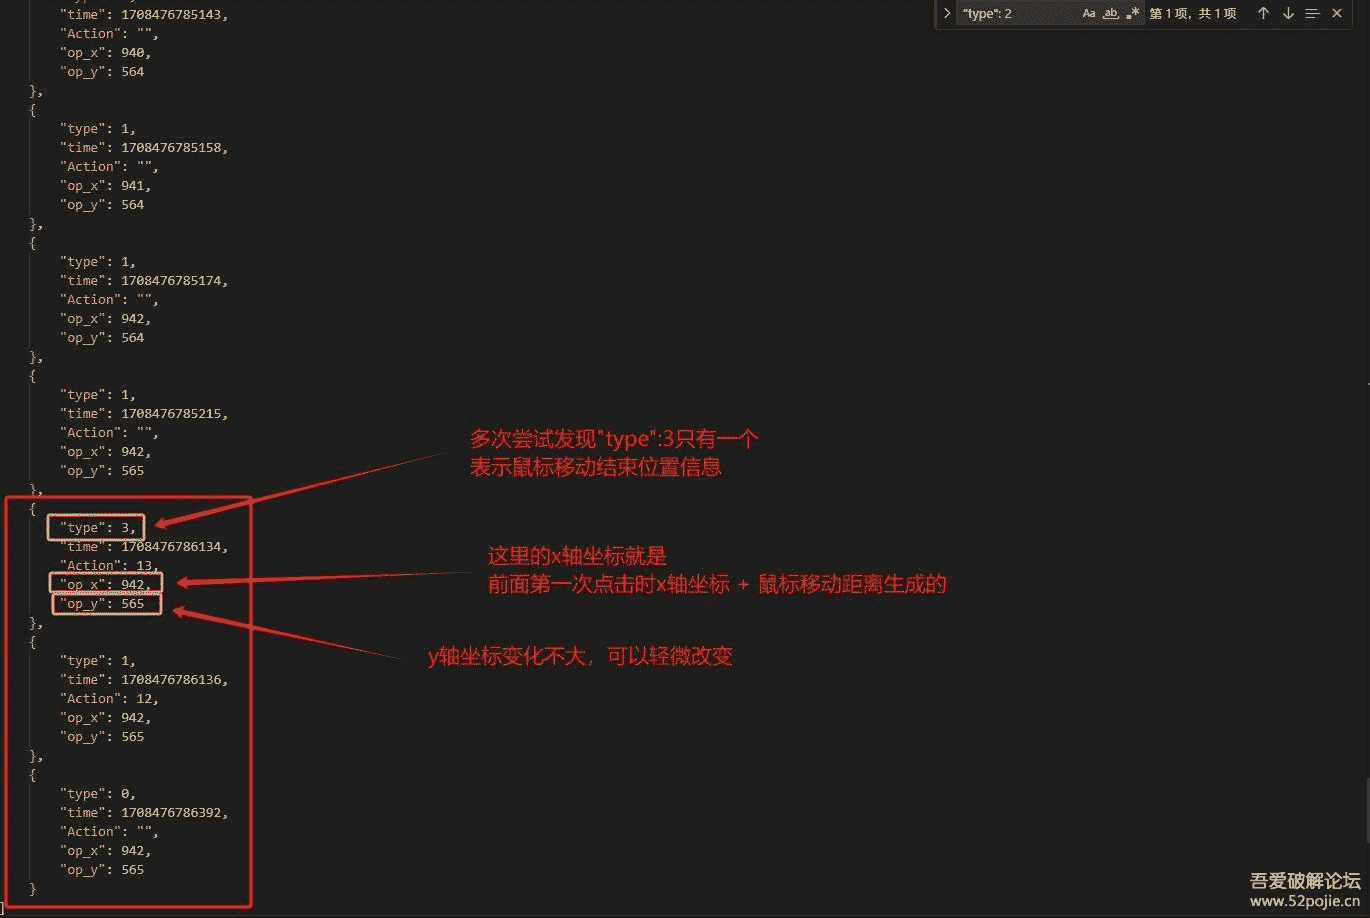 "type": 2
Aa ab .*
第1项，共1项
"time": 1708476785143,
"Action": "",
"op_x": 940,
"op_y": 564
},
{
"type": 1,
"time": 1708476785158,
"Action": "",
"op_x": 941,
"op_y": 564
},
{
"type": 1,
"time": 1708476785174,
"Action": "",
"op_x": 942,
"op_y": 564
},
{
"type": 1,
"time": 1708476785215,
"Action": "",
"op_x": 942,
"op_y": 565
},
多次尝试发现"type":3只有一个
表示鼠标移动结束位置信息
{
"type": 3,
"time": 1708476786134,
"Action": 13,
"op_x": 942,
"op_y": 565
},
这里的x轴坐标就是
前面第一次点击时x轴坐标 + 鼠标移动距离生成的
y轴坐标变化不大，可以轻微改变
{
"type": 1,
"time": 1708476786136,
"Action": 12,
"op_x": 942,
"op_y": 565
},
{
"type": 0,
"time": 1708476786392,
"Action": "",
"op_x": 942,
"op_y": 565
}
]
吾爱破解论坛
www.52pojie.cn